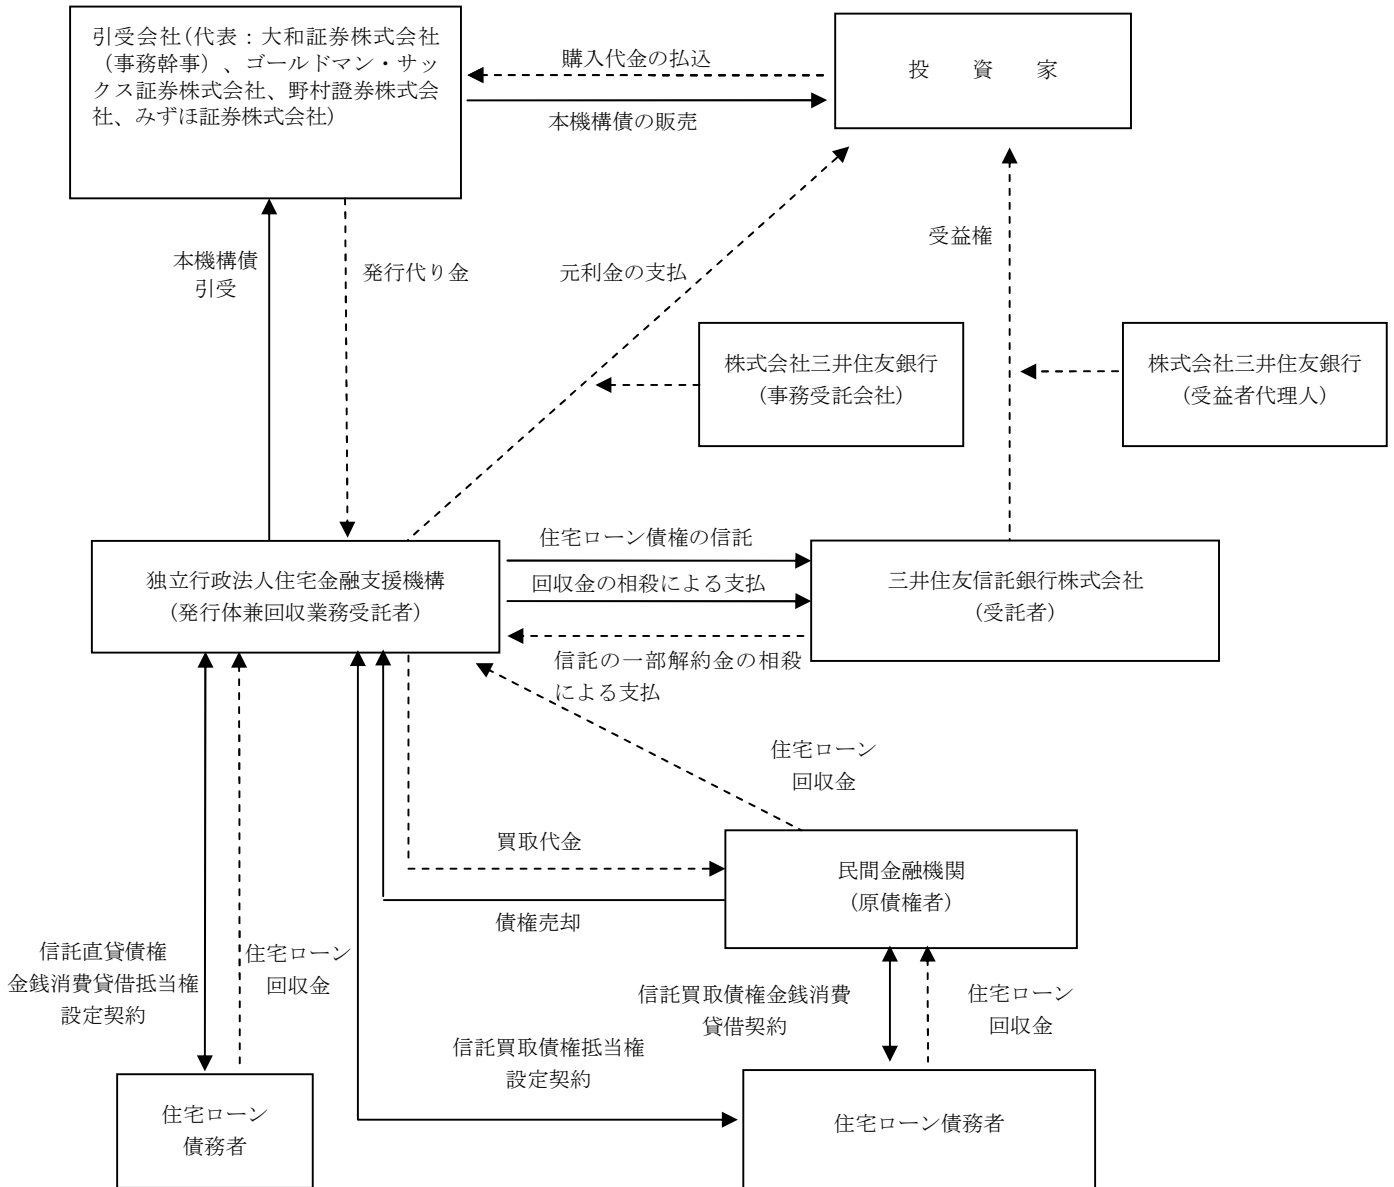 引受会社(代表：大和証券株式会社
（事務幹事）、ゴールドマン・サッ
クス証券株式会社、野村證券株式会
社、みずほ証券株式会社）
購入代金の払込
本機構債の販売
投　資　家
本機構債
引受
発行代り金
元利金の支払
受益権
株式会社三井住友銀行
（事務受託会社）
株式会社三井住友銀行
（受益者代理人）
独立行政法人住宅金融支援機構
（発行体兼回収業務受託者）
住宅ローン債権の信託
回収金の相殺による支払
信託の一部解約金の相殺
による支払
三井住友信託銀行株式会社
（受託者）
住宅ローン
回収金
買取代金
債権売却
民間金融機関
（原債権者）
信託直貸債権
金銭消費貸借抵当権
設定契約
住宅ローン
回収金
信託買取債権金銭消費
貸借契約
住宅ローン
回収金
信託買取債権抵当権
設定契約
住宅ローン
債務者
住宅ローン債務者